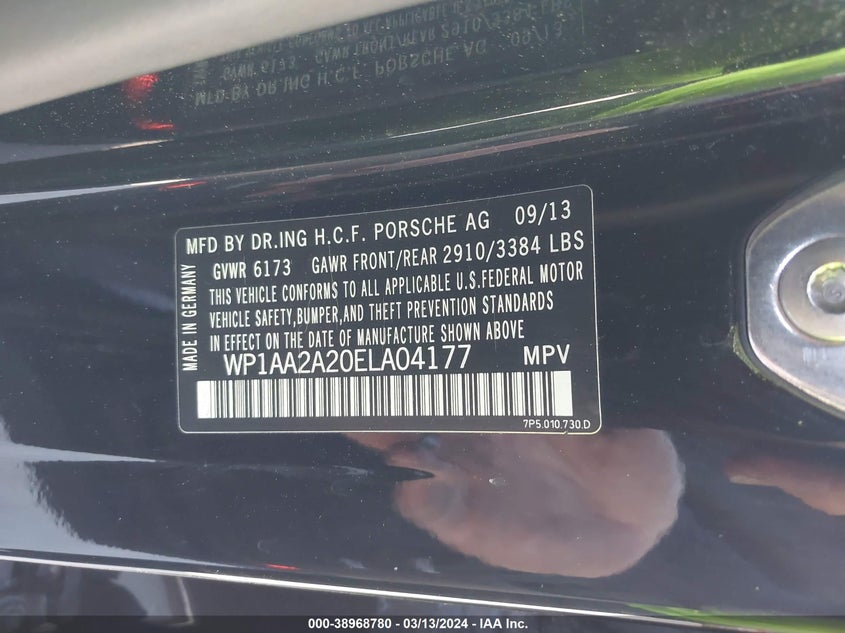 MFD BY DR.ING H.C.F. PORSCHE AG 09/13
GVWR 6173 GAWR FRONT/REAR 2910/3384 LBS
THIS VEHICLE CONFORMS TO ALL APPLICABLE U.S.FEDERAL MOTOR
VEHICLE SAFETY,BUMPER,AND THEFT PREVENTION STANDARDS
IN EFFECT ON THE DATE OF MANUFACTURE SHOWN ABOVE
WP1AA2A20ELA04177 MPV
7P5.010.730.D
MADE IN GERMANY
000-38968780 - 03/13/2024 - IAA Inc.